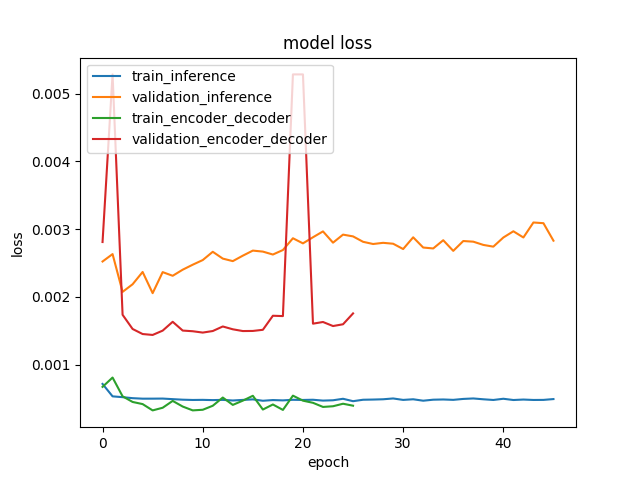 model loss
train_inference
validation_inference
train_encoder_decoder
validation_encoder_decoder
loss
0.005
0.004
0.003
0.002
0.001
0 10 20 30 40
epoch